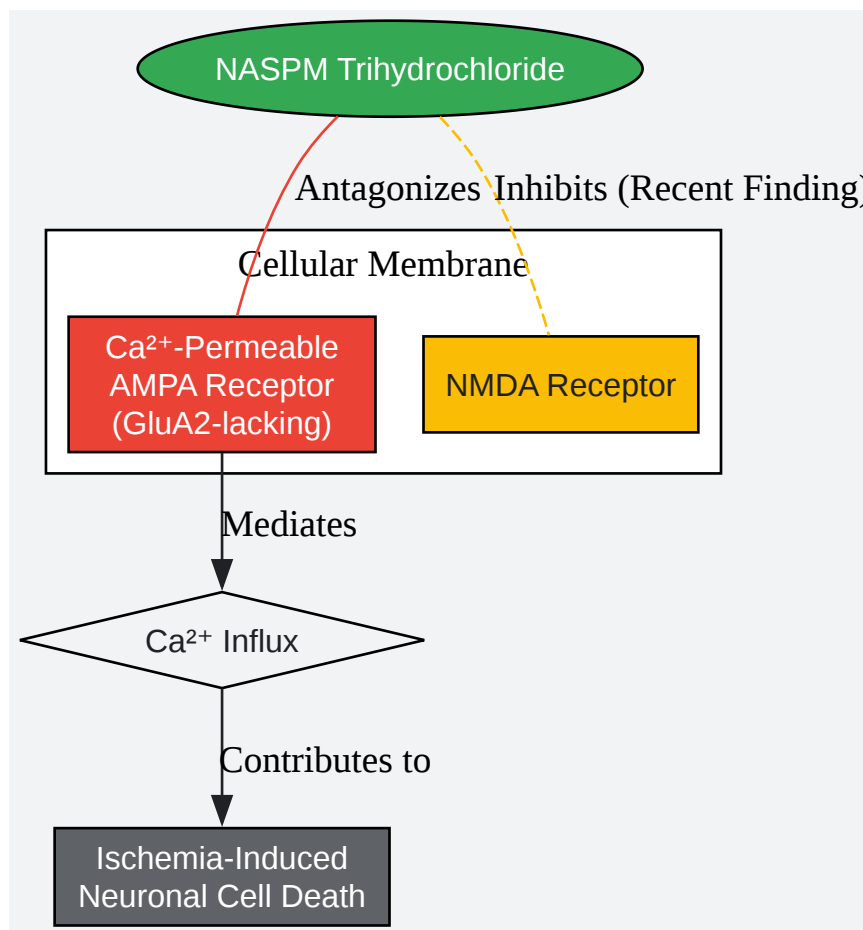 NASPM Trihydrochloride
Antagonizes
Inhibits (Recent Finding)
Cellular Membrane
Ca²⁺-Permeable
AMPA Receptor
(GluA2-lacking)
NMDA Receptor
Mediates
Ca²⁺ Influx
Contributes to
Ischemia-Induced
Neuronal Cell Death